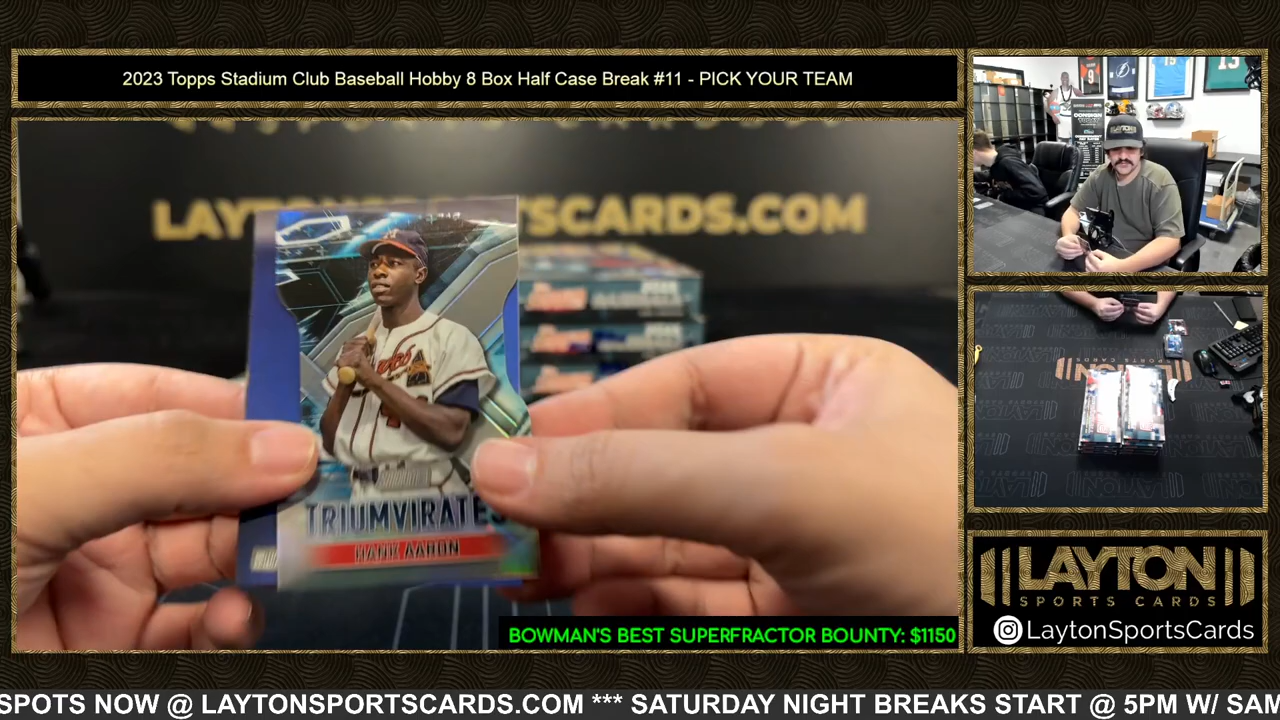 2023 Topps Stadium Club Baseball Hobby 8 Box Half Case Break #11 - PICK YOUR TEAM
LAYTONSPORTSCARDS.COM
TRIUMVIRATES
HANK AARON
BOWMAN'S BEST SUPERFRACTOR BOUNTY: $1150
LAYTON
SPORTS CARDS
LaytonSportsCards
SPOTS NOW @ LAYTONSPORTSCARDS.COM *** SATURDAY NIGHT BREAKS START @ 5PM W/ SAM